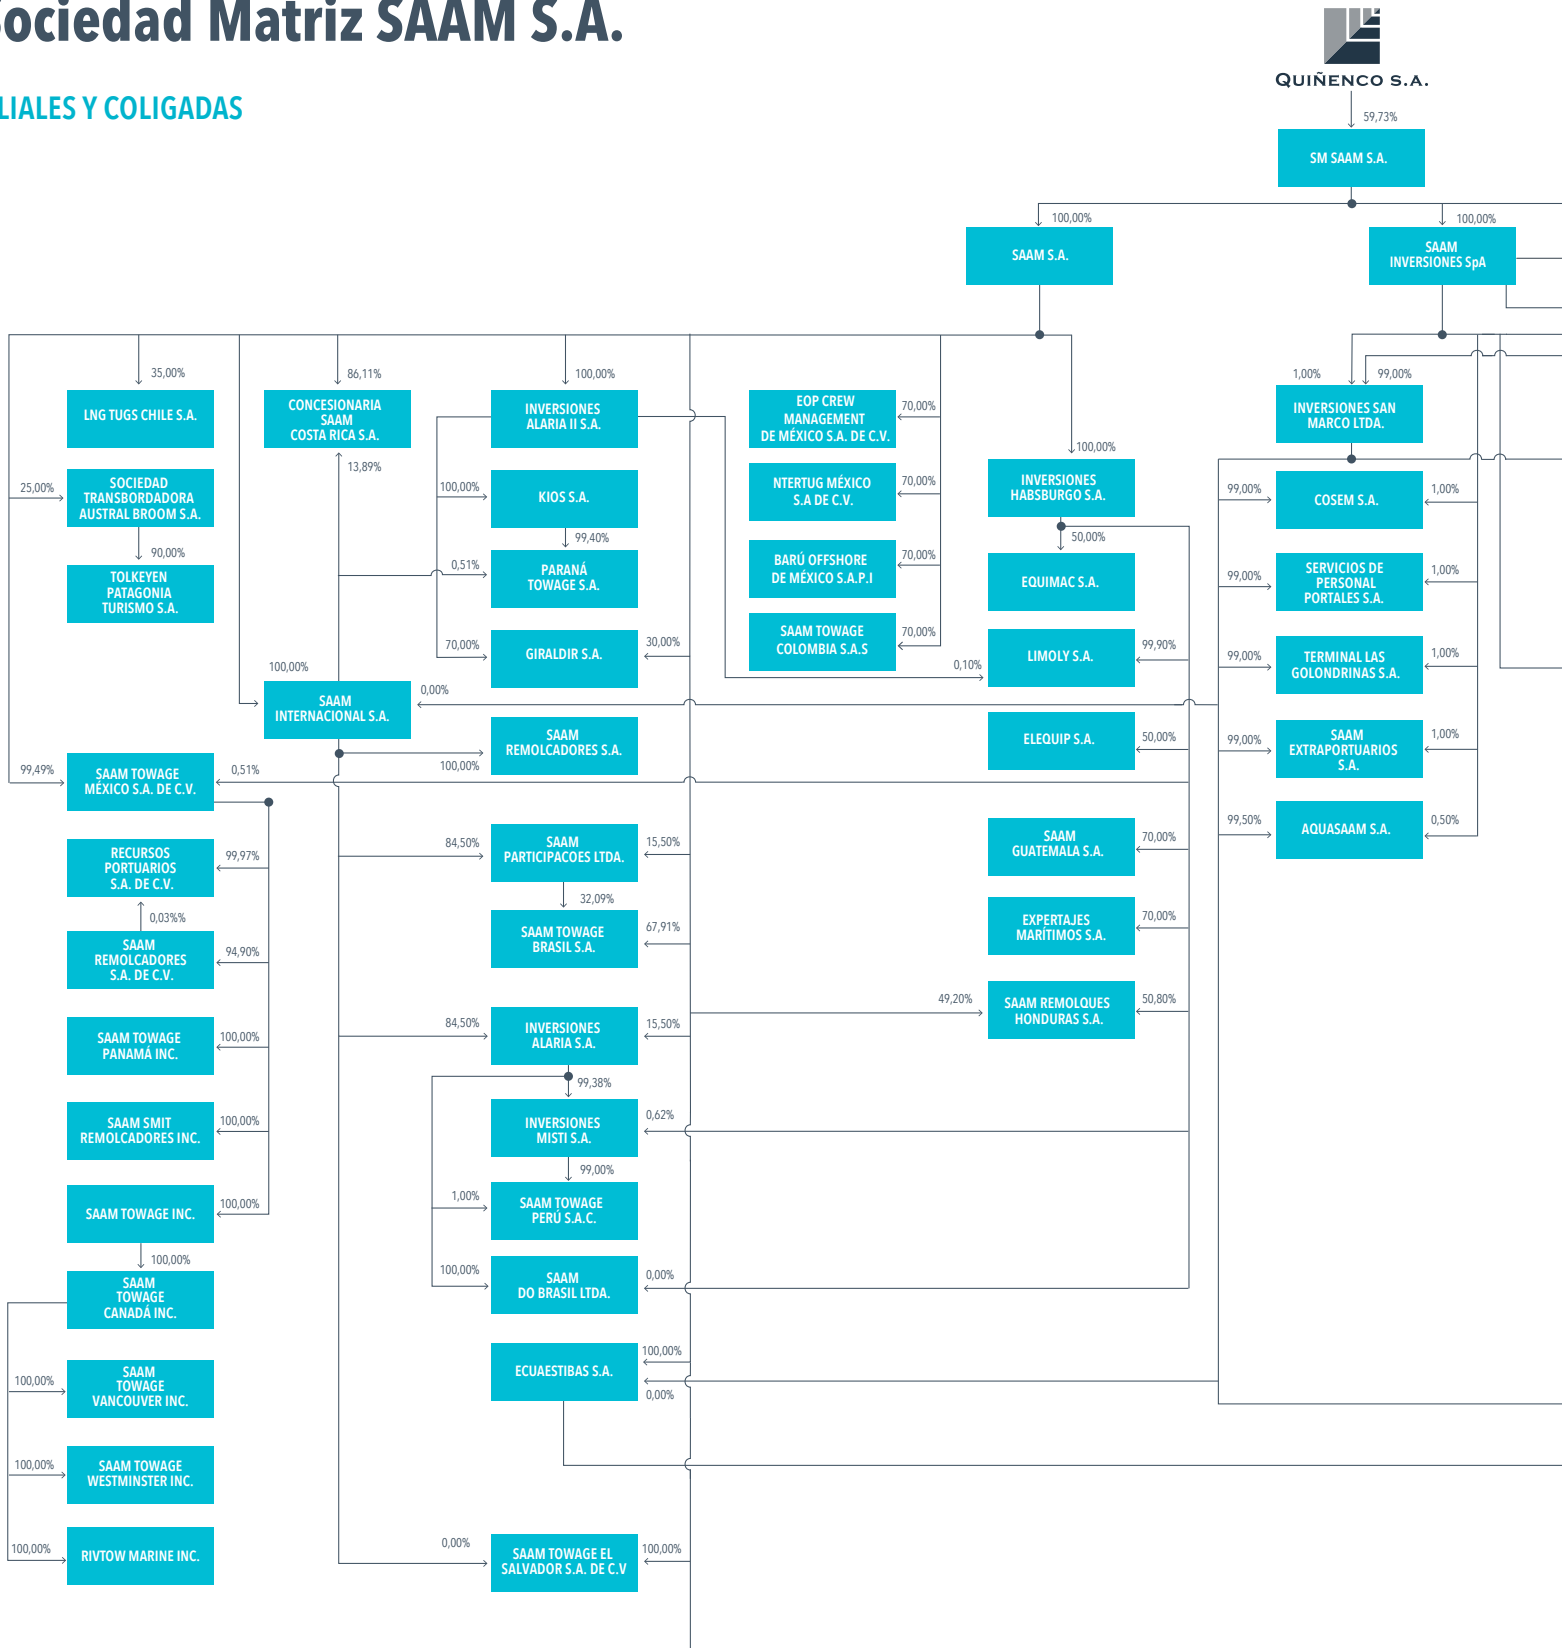 Sociedad Matriz SAAM S.A.
LIALES Y COLIGADAS
QUIÑENCO S.A.
59,73%
SM SAAM S.A.
100,00%
100,00%
SAAM S.A.
SAAM
INVERSIONES SpA
35,00%
86,11%
100,00%
1,00%
99,00%
LNG TUGS CHILE S.A.
CONCESIONARIA
SAAM
COSTA RICA S.A.
13,89%
INVERSIONES
ALARIA II S.A.
EOP CREW
MANAGEMENT
DE MÉXICO S.A. DE C.V.
70,00%
100,00%
INVERSIONES SAN
MARCO LTDA.
25,00%
SOCIEDAD
TRANSBORDADORA
AUSTRAL BROOM S.A.
90,00%
TOLKEYEN
PATAGONIA
TURISMO S.A.
100,00%
KIOS S.A.
99,40%
0,51%
PARANÁ
TOWAGE S.A.
70,00%
GIRALDIR S.A.
30,00%
NTERTUG MÉXICO
S.A DE C.V.
70,00%
BARÚ OFFSHORE
DE MÉXICO S.A.P.I
70,00%
SAAM TOWAGE
COLOMBIA S.A.S
70,00%
INVERSIONES
HABSBURGO S.A.
50,00%
EQUIMAC S.A.
0,10%
LIMOLY S.A.
99,90%
ELEQUIP S.A.
50,00%
99,00%
COSEM S.A.
1,00%
99,00%
SERVICIOS DE
PERSONAL
PORTALES S.A.
1,00%
99,00%
TERMINAL LAS
GOLONDRINAS S.A.
1,00%
99,00%
SAAM
EXTRAPORTUARIOS
S.A.
1,00%
99,50%
AQUASAAM S.A.
0,50%
100,00%
SAAM
INTERNACIONAL S.A.
0,00%
SAAM
REMOLCADORES S.A.
100,00%
99,49%
SAAM TOWAGE
MÉXICO S.A. DE C.V.
0,51%
RECURSOS
PORTUARIOS
S.A. DE C.V.
99,97%
0,03%%
SAAM
REMOLCADORES
S.A. DE C.V.
94,90%
SAAM TOWAGE
PANAMÁ INC.
100,00%
SAAM SMIT
REMOLCADORES INC.
100,00%
SAAM TOWAGE INC.
100,00%
100,00%
SAAM
TOWAGE
CANADÁ INC.
100,00%
SAAM
TOWAGE
VANCOUVER INC.
100,00%
SAAM TOWAGE
WESTMINSTER INC.
100,00%
RIVTOW MARINE INC.
84,50%
SAAM
PARTICIPACOES LTDA.
15,50%
32,09%
SAAM TOWAGE
BRASIL S.A.
67,91%
84,50%
INVERSIONES
ALARIA S.A.
15,50%
99,38%
INVERSIONES
MISTI S.A.
0,62%
99,00%
1,00%
SAAM TOWAGE
PERÚ S.A.C.
100,00%
SAAM
DO BRASIL LTDA.
0,00%
ECUAESTIBAS S.A.
100,00%
0,00%
0,00%
SAAM TOWAGE EL
SALVADOR S.A. DE C.V
100,00%
SAAM
GUATEMALA S.A.
70,00%
EXPERTAJES
MARÍTIMOS S.A.
70,00%
49,20%
SAAM REMOLQUES
HONDURAS S.A.
50,80%